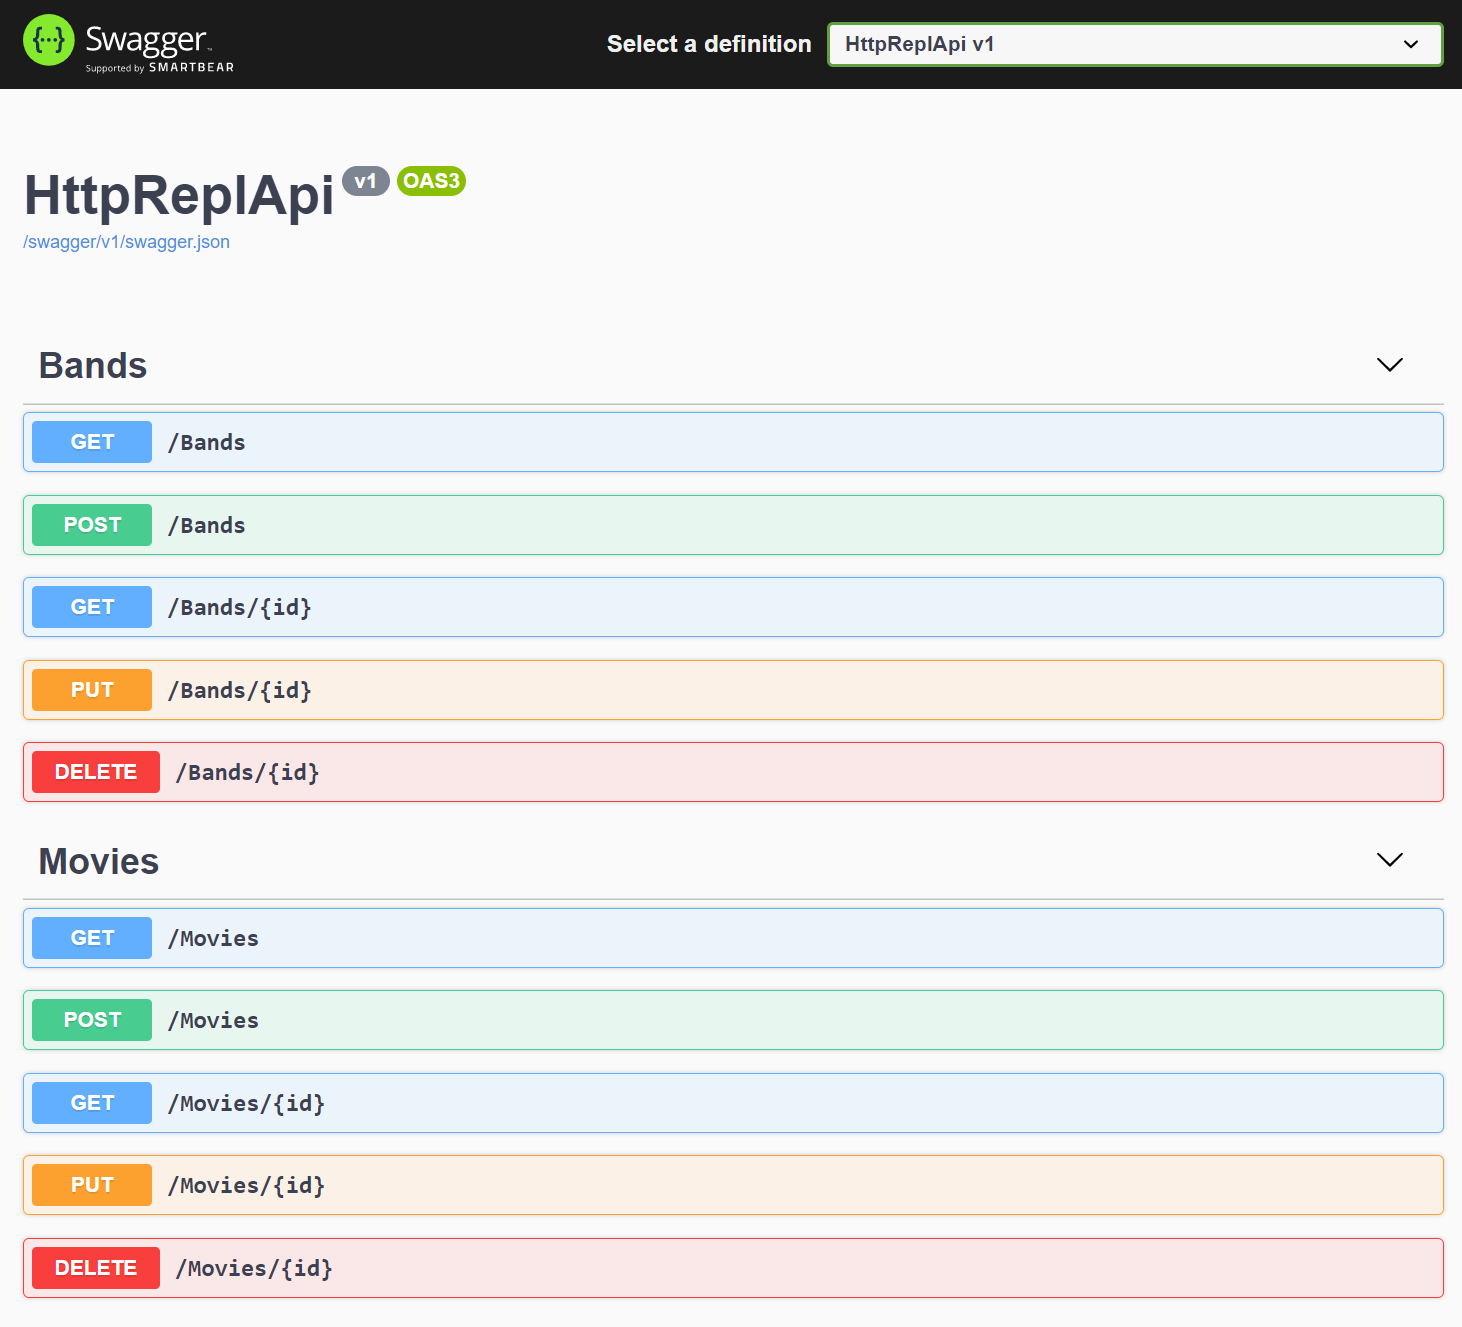 {···} Swagger™
Supported by SMARTBEAR
Select a definition
HttpReplApi v1
HttpReplApi v1 OAS3
/swagger/v1/swagger.json
Bands
GET /Bands
POST /Bands
GET /Bands/{id}
PUT /Bands/{id}
DELETE /Bands/{id}
Movies
GET /Movies
POST /Movies
GET /Movies/{id}
PUT /Movies/{id}
DELETE /Movies/{id}